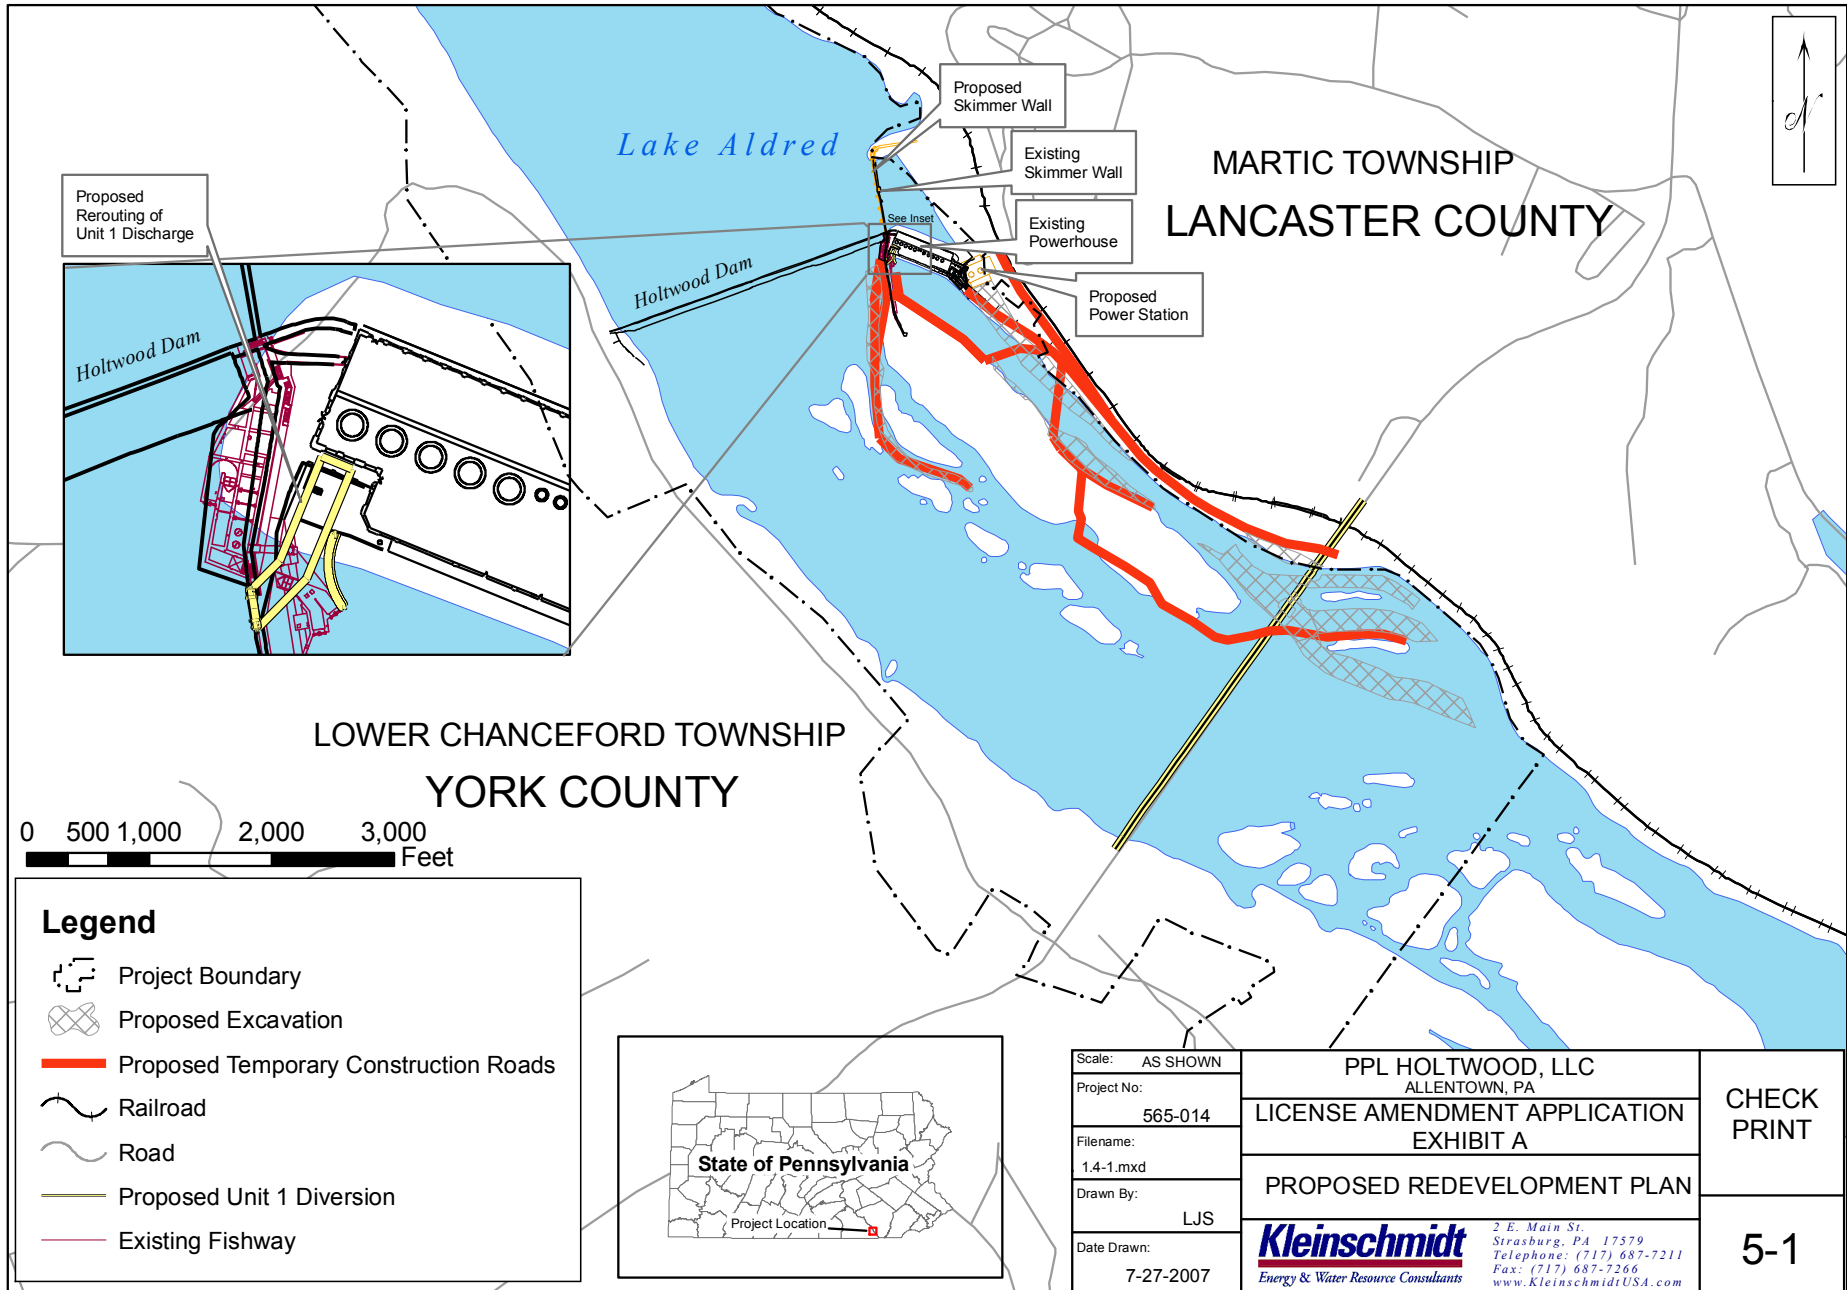 Proposed
Skimmer Wall
Lake Aldred
Existing
Skimmer Wall
MARTIC TOWNSHIP
LANCASTER COUNTY
N
Proposed
Rerouting of
Unit 1 Discharge
See Inset
Existing
Powerhouse
Holtwood Dam
Proposed
Power Station
Holtwood Dam
LOWER CHANCEFORD TOWNSHIP
YORK COUNTY
0 500 1,000 2,000 3,000
Feet
Legend
Project Boundary
Proposed Excavation
Proposed Temporary Construction Roads
Railroad
Road
Proposed Unit 1 Diversion
Existing Fishway
State of Pennsylvania
Project Location
Scale: AS SHOWN
Project No:
565-014
Filename:
1.4-1.mxd
Drawn By:
LJS
Date Drawn:
7-27-2007
PPL HOLTWOOD, LLC
ALLENTOWN, PA
LICENSE AMENDMENT APPLICATION
EXHIBIT A
PROPOSED REDEVELOPMENT PLAN
Kleinschmidt
Energy & Water Resource Consultants
2 E. Main St.
Strasburg, PA 17579
Telephone: (717) 687-7211
Fax: (717) 687-7266
www.KleinschmidtUSA.com
CHECK
PRINT
5-1